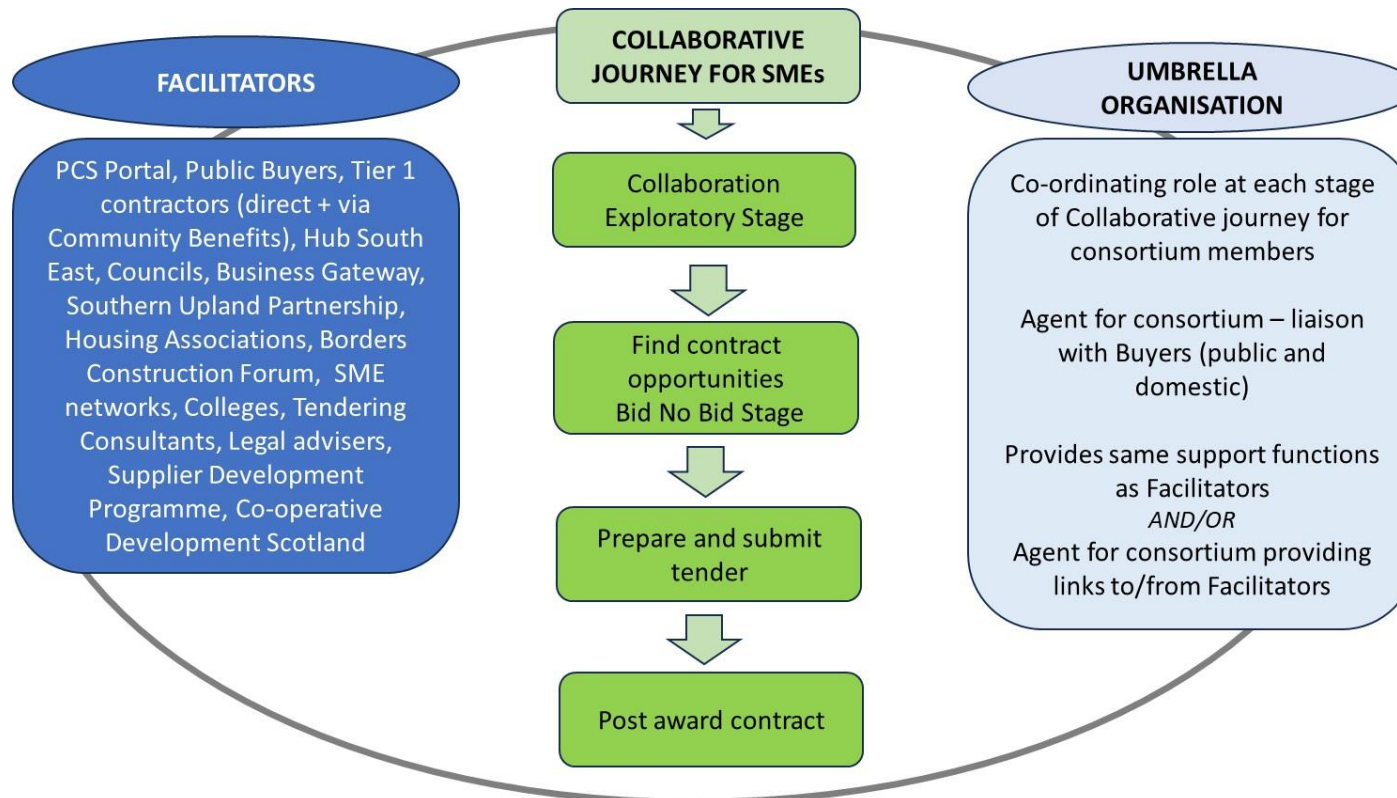 FACILITATORS
PCS Portal, Public Buyers, Tier 1
contractors (direct + via
Community Benefits), Hub South
East, Councils, Business Gateway,
Southern Upland Partnership,
Housing Associations, Borders
Construction Forum, SME
networks, Colleges, Tendering
Consultants, Legal advisers,
Supplier Development
Programme, Co-operative
Development Scotland
COLLABORATIVE
JOURNEY FOR SMEs
Collaboration
Exploratory Stage
Find contract
opportunities
Bid No Bid Stage
Prepare and submit
tender
Post award contract
UMBRELLA
ORGANISATION
Co-ordinating role at each stage
of Collaborative journey for
consortium members
Agent for consortium – liaison
with Buyers (public and
domestic)
Provides same support functions
as Facilitators
AND/OR
Agent for consortium providing
links to/from Facilitators